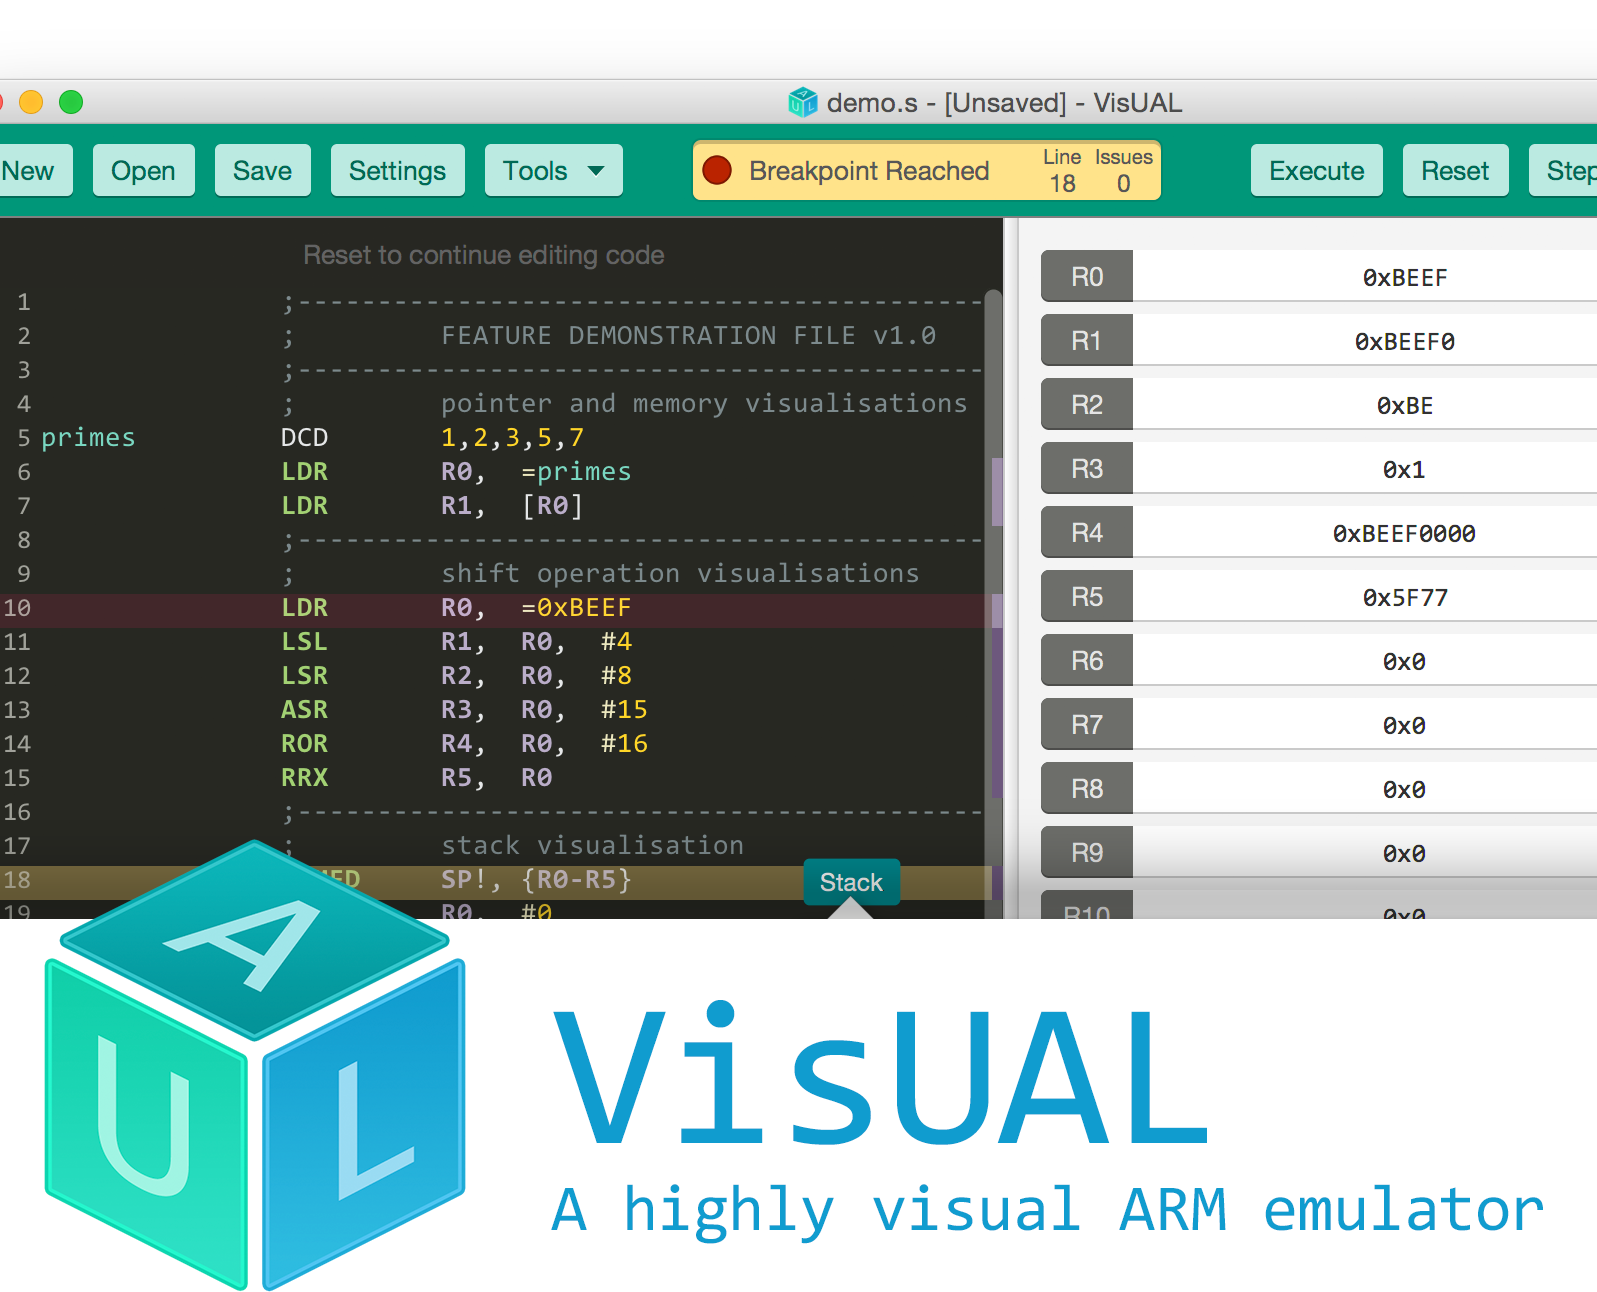 demo.s - [Unsaved] - VisUAL
New Open Save Settings Tools Breakpoint Reached Line 18 Issues 0 Execute Reset Step
Reset to continue editing code
1 ;-------------------------------------------
2 ; FEATURE DEMONSTRATION FILE v1.0
3 ;-------------------------------------------
4 ; pointer and memory visualisations
5 primes DCD 1,2,3,5,7
6 LDR R0, =primes
7 LDR R1, [R0]
8 ;-------------------------------------------
9 ; shift operation visualisations
10 LDR R0, =0xBEEF
11 LSL R1, R0, #4
12 LSR R2, R0, #8
13 ASR R3, R0, #15
14 ROR R4, R0, #16
15 RRX R5, R0
16 ;-------------------------------------------
17 ; stack visualisation
18 SP!, {R0-R5} Stack
19 R0, #0
R0 0xBEEF
R1 0xBEEF0
R2 0xBE
R3 0x1
R4 0xBEEF0000
R5 0x5F77
R6 0x0
R7 0x0
R8 0x0
R9 0x0
R10 0x0
A
U L
VisUAL
A highly visual ARM emulator